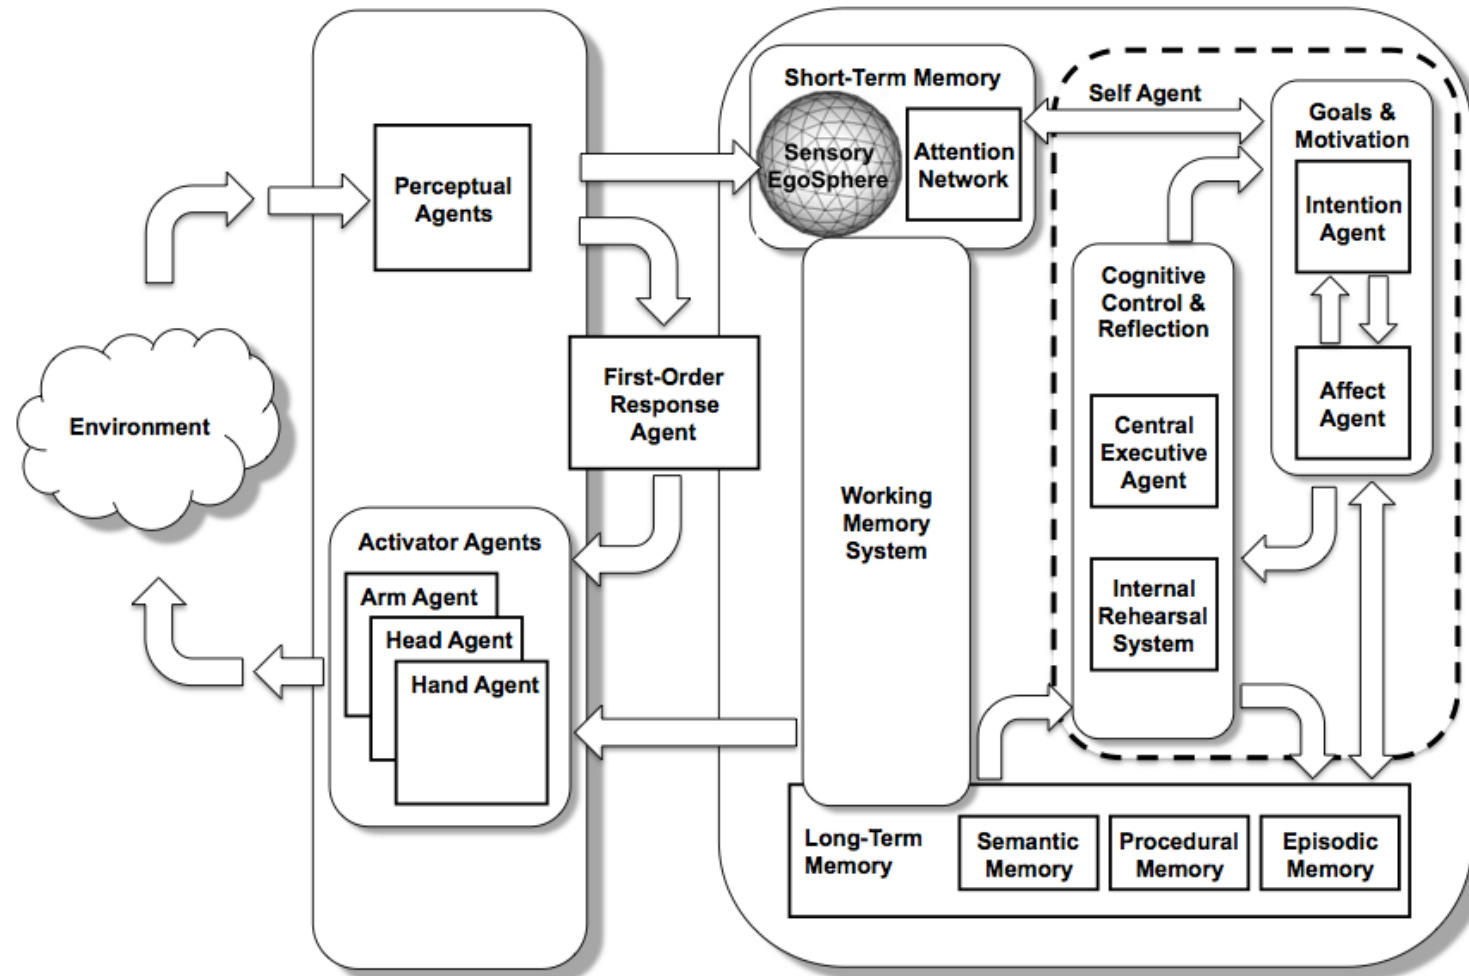 Short-Term Memory
Sensory
EgoSphere
Attention
Network
Self Agent
Goals &
Motivation
Intention
Agent
Affect
Agent
Perceptual
Agents
Cognitive
Control &
Reflection
Central
Executive
Agent
Internal
Rehearsal
System
First-Order
Response
Agent
Environment
Working
Memory
System
Activator Agents
Arm Agent
Head Agent
Hand Agent
Long-Term
Memory
Semantic
Memory
Procedural
Memory
Episodic
Memory